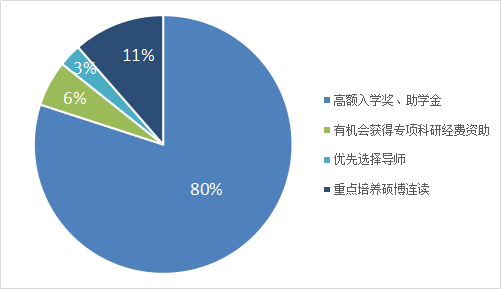 11%
3%
6%
80%
高额入学奖、助学金
有机会获得专项科研经费资助
优先选择导师
重点培养硕博连读